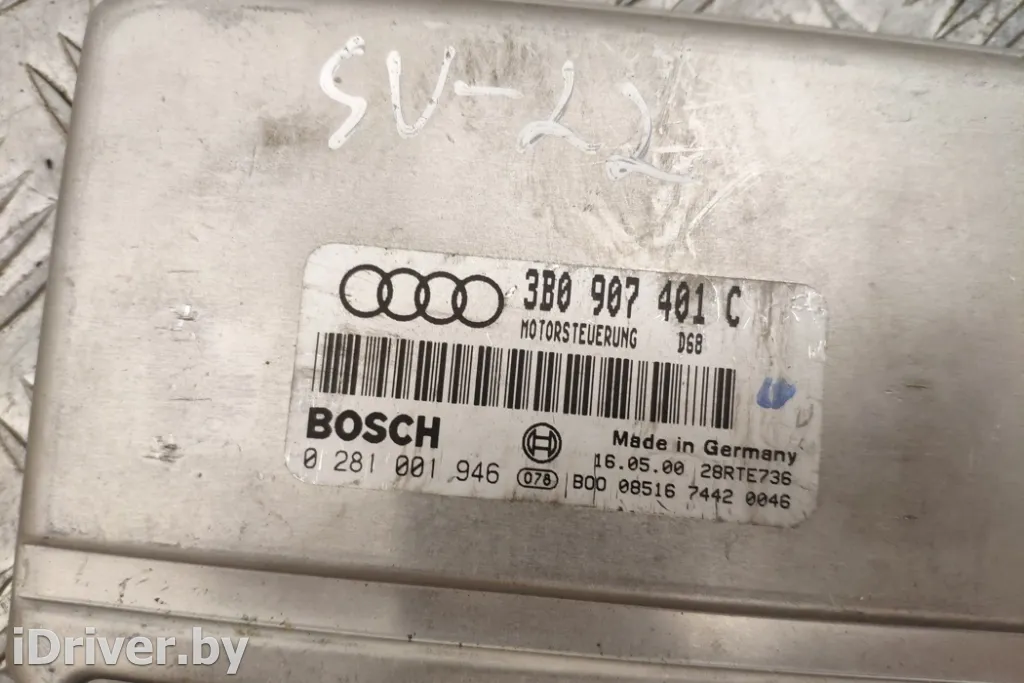 SV-22
3B0 907 401 C
MOTORSTEUERUNG D68
BOSCH
Made in Germany
0 281 001 946
16.05.00 28RTE736
078 B00 08516 7442 0046
iDriver.by